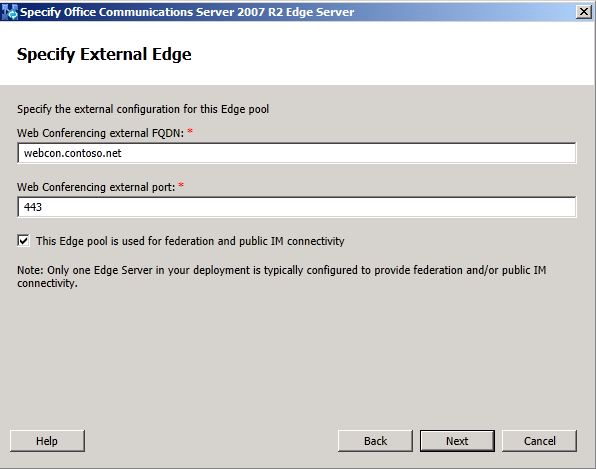 Specify Office Communications Server 2007 R2 Edge Server
Specify External Edge
Specify the external configuration for this Edge pool
Web Conferencing external FQDN: *
webcon.contoso.net
Web Conferencing external port: *
443
This Edge pool is used for federation and public IM connectivity
Note: Only one Edge Server in your deployment is typically configured to provide federation and/or public IM
connectivity.
Help
Back
Next
Cancel